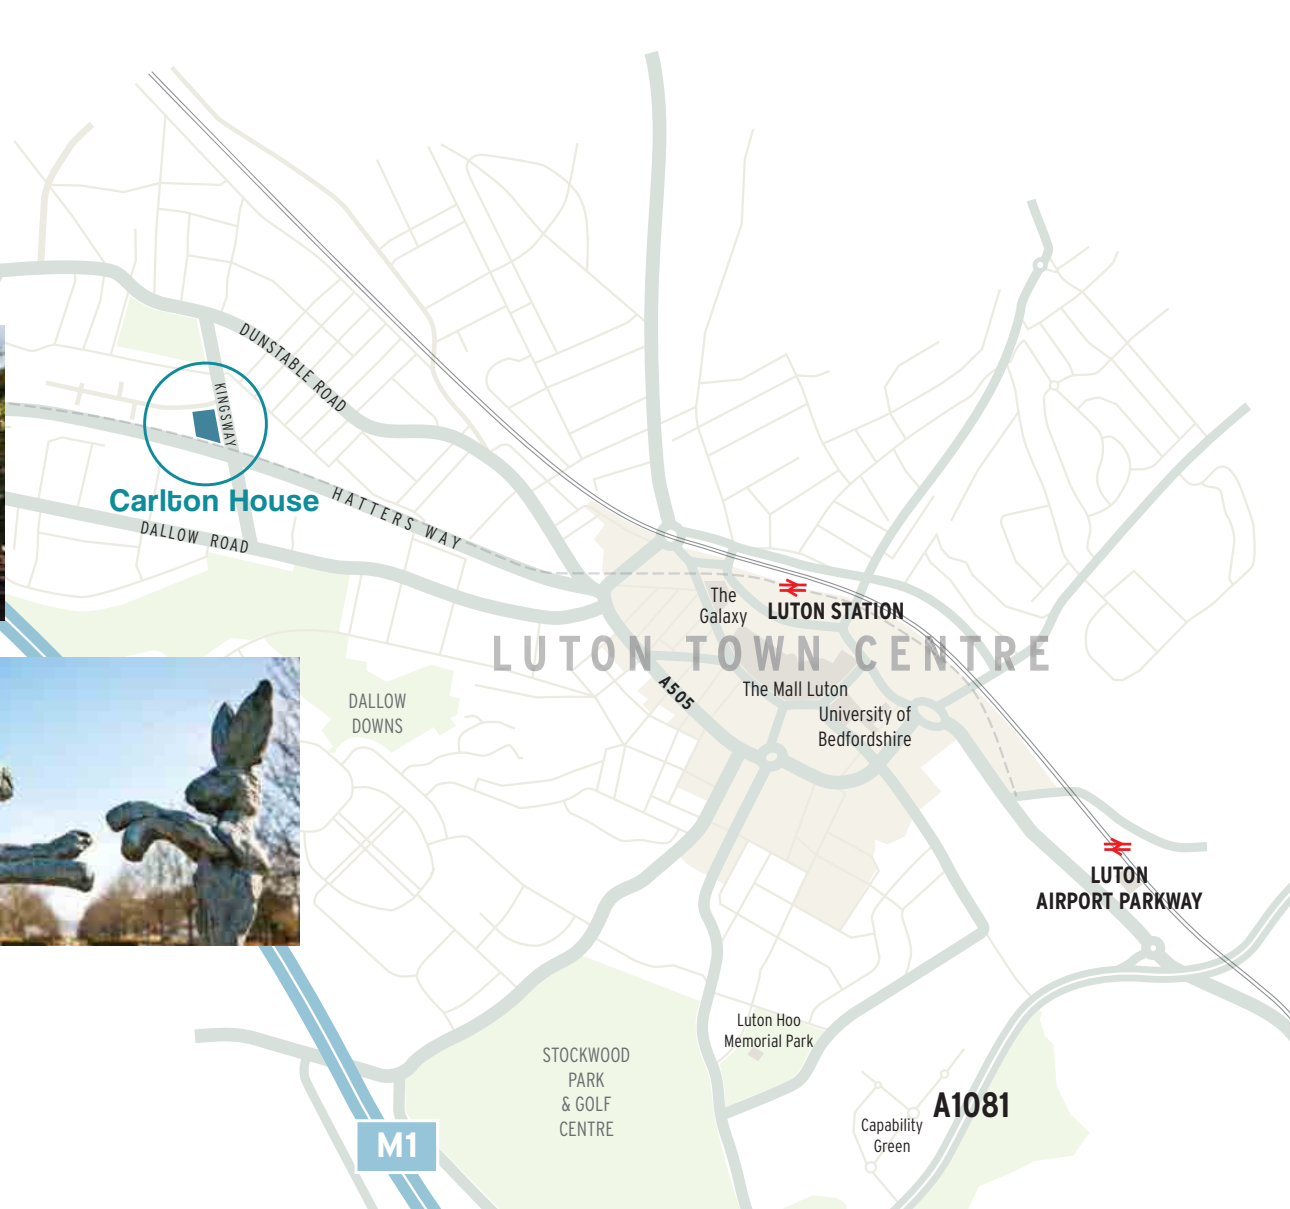 DUNSTABLE ROAD
KINGSWAY
Carlton House
HATTERS WAY
DALLOW ROAD
The
Galaxy
LUTON STATION
LUTON TOWN CENTRE
A505
The Mall Luton
University of
Bedfordshire
DALLOW
DOWNS
LUTON
AIRPORT PARKWAY
Luton Hoo
Memorial Park
STOCKWOOD
PARK
& GOLF
CENTRE
A1081
Capability
Green
M1